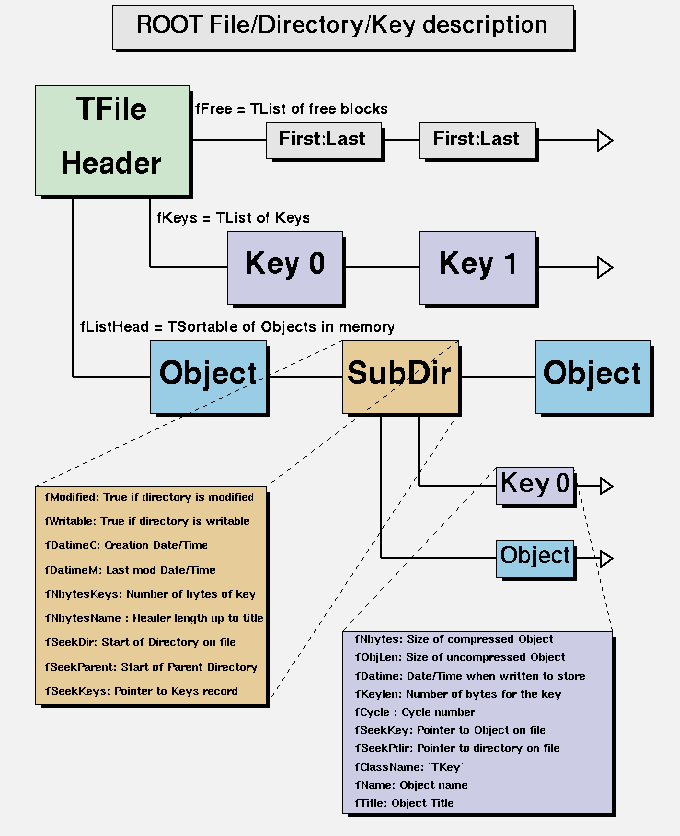 ROOT File/Directory/Key description
TFile
Header
fFree = TList of free blocks
First:Last
First:Last
fKeys = TList of Keys
Key 0
Key 1
fListHead = TSortable of Objects in memory
Object
SubDir
Object
Key 0
Object
fModified: True if directory is modified
fWritable: True if directory is writable
fDatimeC: Creation Date/Time
fDatimeM: Last mod Date/Time
fNbytesKeys: Number of bytes of key
fNbytesName : Header length up to title
fSeekDir: Start of Directory on file
fSeekParent: Start of Parent Directory
fSeekKeys: Pointer to Keys record
fNbytes: Size of compressed Object
fObjLen: Size of uncompressed Object
fDatime: Date/Time when written to store
fKeylen: Number of bytes for the key
fCycle : Cycle number
fSeekKey: Pointer to Object on file
fSeekPdir: Pointer to directory on file
fClassName: 'TKey'
fName: Object name
fTitle: Object Title